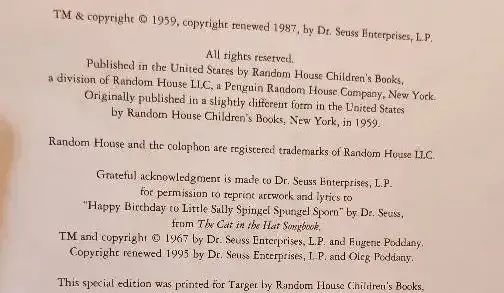 TM & copyright © 1959, copyright renewed 1987, by Dr. Seuss Enterprises, L.P.
All rights reserved.
Published in the United States by Random House Children's Books,
a division of Random House LLC, a Penguin Random House Company, New York.
Originally published in a slightly different form in the United States
by Random House Children's Books, New York, in 1959.
Random House and the colophon are registered trademarks of Random House LLC.
Grateful acknowledgment is made to Dr. Seuss Enterprises, L.P.
for permission to reprint artwork and lyrics to
"Happy Birthday to Little Sally Spingel Spungel Sporn" by Dr. Seuss,
from The Cat in the Hat Songbook.
TM and copyright © 1967 by Dr. Seuss Enterprises, L.P. and Eugene Poddany.
Copyright renewed 1995 by Dr. Seuss Enterprises, L.P. and Oleg Poddany.
This special edition was printed for Target by Random House Children's Books,